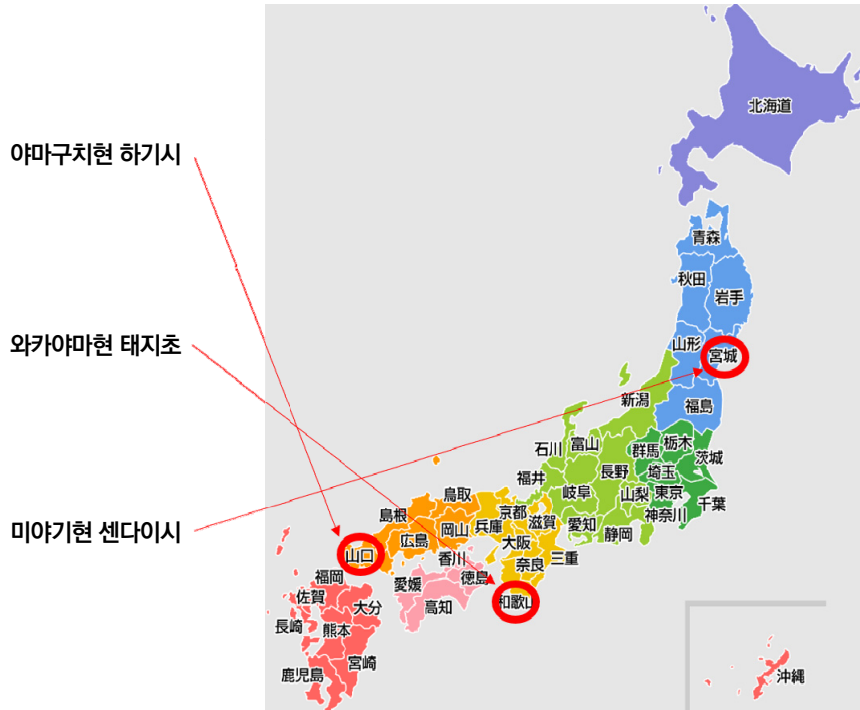 야마구치현 하기시
와카야마현 태지초
미야기현 센다이시
北海道
青森
秋田
岩手
山形
宮城
新潟
福島
石川
富山
群馬
栃木
茨城
福井
長野
埼玉
岐阜
山梨
東京
千葉
鳥取
京都
滋賀
愛知
神奈川
静岡
島根
岡山
兵庫
広島
大阪
三重
山口
香川
奈良
福岡
愛媛
徳島
和歌山
佐賀
大分
高知
長崎
熊本
宮崎
鹿児島
沖縄